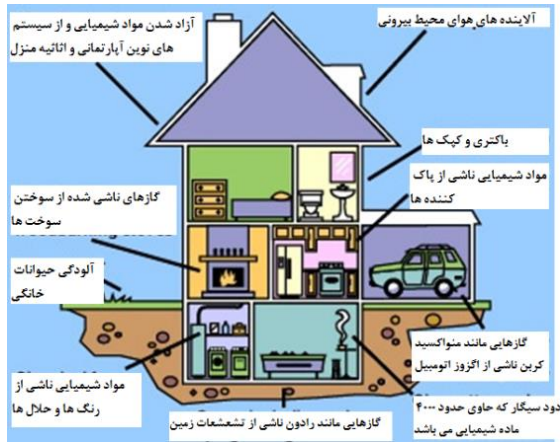 آزاد شدن مواد شیمیایی و از سیستم
های نوین آپارتمانی و اثاثیه منزل
آلاینده های هوای محیط بیرونی
باکتری و کپک ها
مواد شیمیایی ناشی از پاک
کننده ها
گازهای ناشی شده از سوختن
سوخت ها
آلودگی حیوانات
خانگی
گازهایی مانند منواکسید
کربن ناشی از اگزوز اتومبیل
مواد شیمیایی ناشی از
رنگ ها و حلال ها
دود سیگار که حاوی حدود ۴۰۰۰
ماده شیمیایی می باشد
گازهایی مانند رادون ناشی از تشعشعات زمین